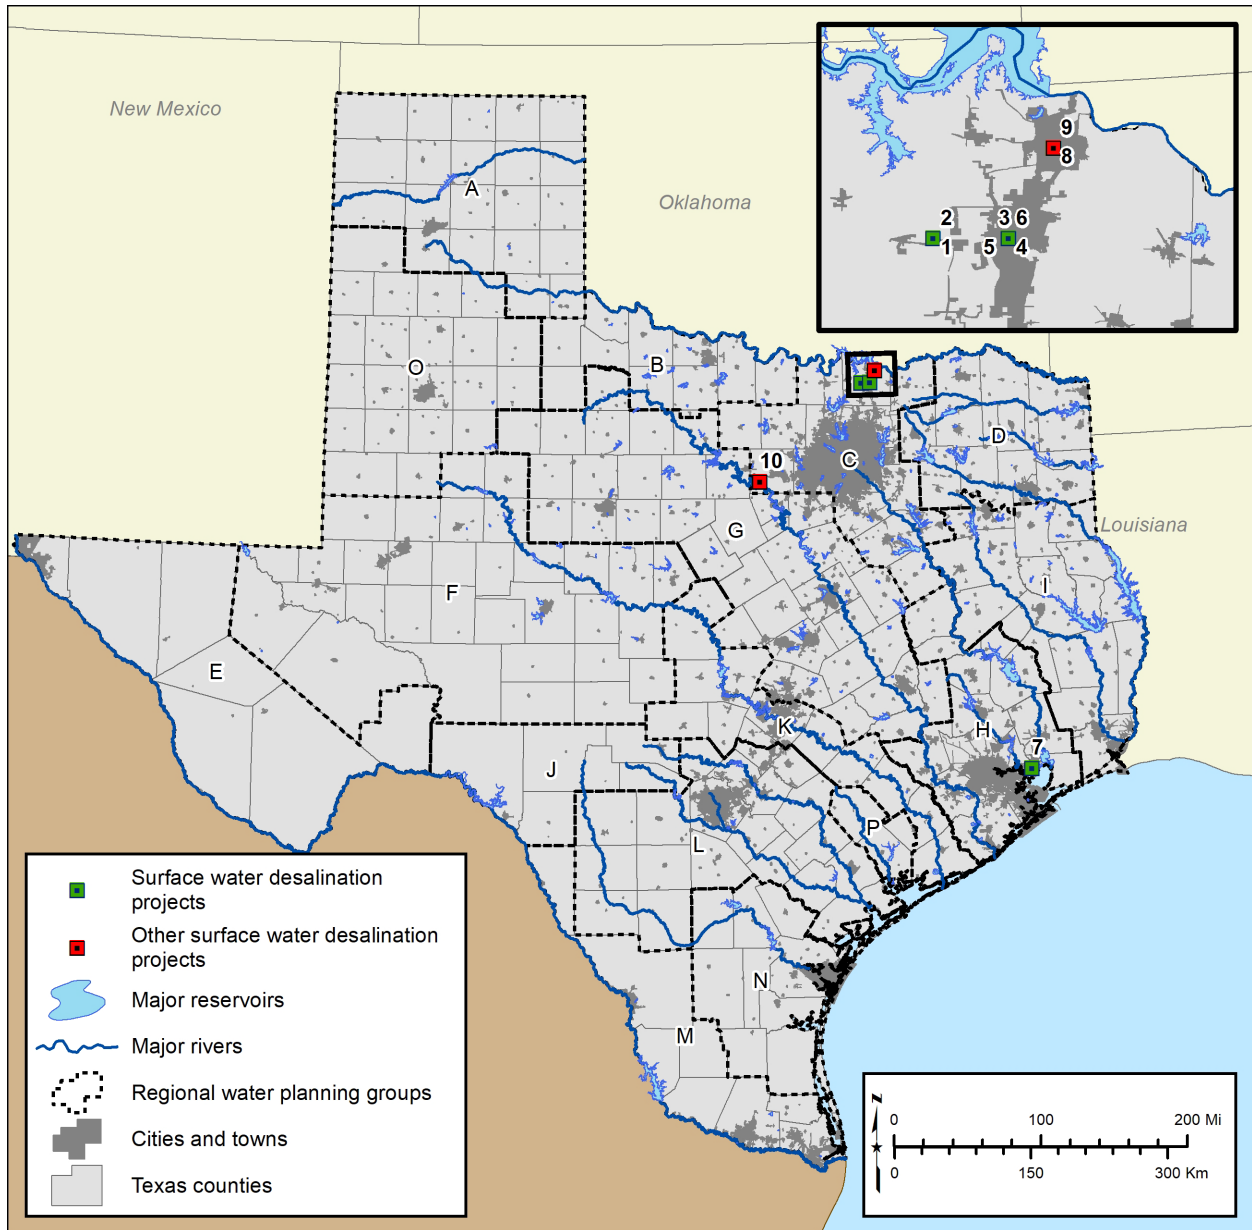 New Mexico
Oklahoma
Louisiana
9
8
2
3 6
1
5
4
A
O
B
D
10
C
G
I
F
E
K
H
7
J
P
L
N
M
Surface water desalination
projects
Other surface water desalination
projects
Major reservoirs
Major rivers
Regional water planning groups
Cities and towns
Texas counties
N
0 100 200 Mi
0 150 300 Km